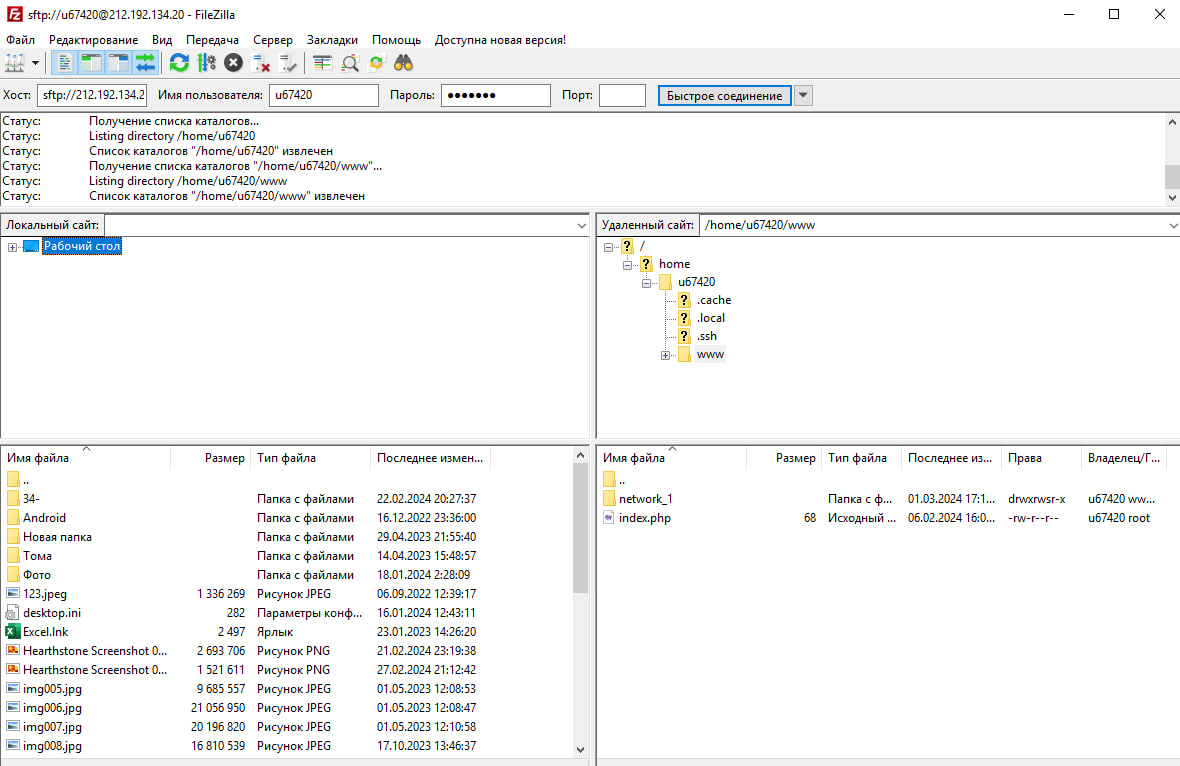 sftp://u67420@212.192.134.20 - FileZilla
Файл Редактирование Вид Передача Сервер Закладки Помощь Доступна новая версия!
Хост: sftp://212.192.134.2 Имя пользователя: u67420 Пароль: ●●●●●●● Порт: Быстрое соединение
Статус: Получение списка каталогов...
Статус: Listing directory /home/u67420
Статус: Список каталогов "/home/u67420" извлечен
Статус: Получение списка каталогов "/home/u67420/www"...
Статус: Listing directory /home/u67420/www
Статус: Список каталогов "/home/u67420/www" извлечен
Локальный сайт:
Рабочий стол
Удаленный сайт: /home/u67420/www
/
home
u67420
.cache
.local
.ssh
www
Имя файла Размер Тип файла Последнее измен...
..
34- Папка с файлами 22.02.2024 20:27:37
Android Папка с файлами 16.12.2022 23:36:00
Новая папка Папка с файлами 29.04.2023 21:55:40
Тома Папка с файлами 14.04.2023 15:48:57
Фото Папка с файлами 18.01.2024 2:28:09
123.jpeg 1 336 269 Рисунок JPEG 06.09.2022 12:39:17
desktop.ini 282 Параметры конф... 16.01.2024 12:43:11
Excel.lnk 2 497 Ярлык 23.01.2023 14:26:20
Hearthstone Screenshot 0... 2 693 706 Рисунок PNG 21.02.2024 23:19:38
Hearthstone Screenshot 0... 1 521 611 Рисунок PNG 27.02.2024 21:12:42
img005.jpg 9 685 557 Рисунок JPEG 01.05.2023 12:08:53
img006.jpg 21 056 950 Рисунок JPEG 01.05.2023 12:08:47
img007.jpg 20 196 820 Рисунок JPEG 01.05.2023 12:10:58
img008.jpg 16 810 539 Рисунок JPEG 17.10.2023 13:46:37
Имя файла Размер Тип файла Последнее из... Права Владелец/Г...
..
network_1 Папка с ф... 01.03.2024 17:1... drwxrwsr-x u67420 ww...
index.php 68 Исходный ... 06.02.2024 16:0... -rw-r--r-- u67420 root